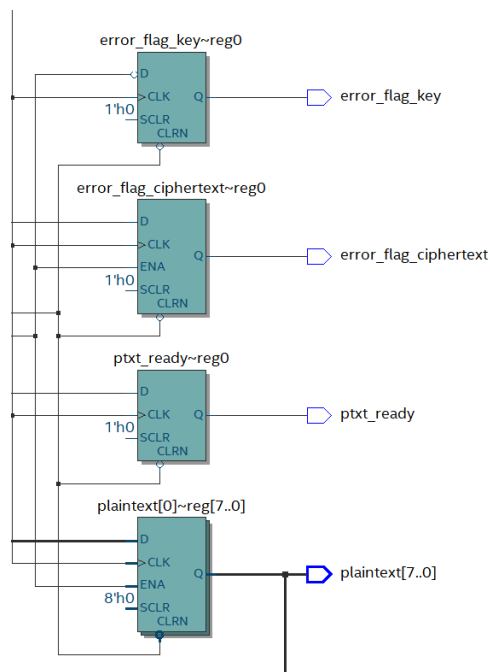 error_flag_key~reg0
D
CLK
Q
error_flag_key
1'h0
SCLR
CLRN
error_flag_ciphertext~reg0
D
CLK
Q
error_flag_ciphertext
ENA
1'h0
SCLR
CLRN
ptxt_ready~reg0
D
CLK
Q
ptxt_ready
1'h0
SCLR
CLRN
plaintext[0]~reg[7..0]
D
CLK
Q
plaintext[7..0]
ENA
8'h0
SCLR
CLRN